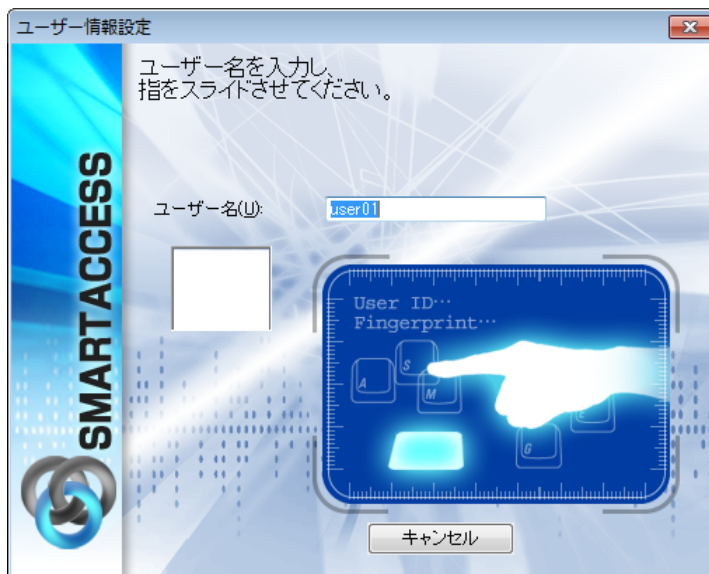 ユーザー情報設定
ユーザー名を入力し、
指をスライドさせてください。
SMARTACCESS
ユーザー名(U):
user01
User ID…
Fingerprint…
S
A
M
G
E
キャンセル